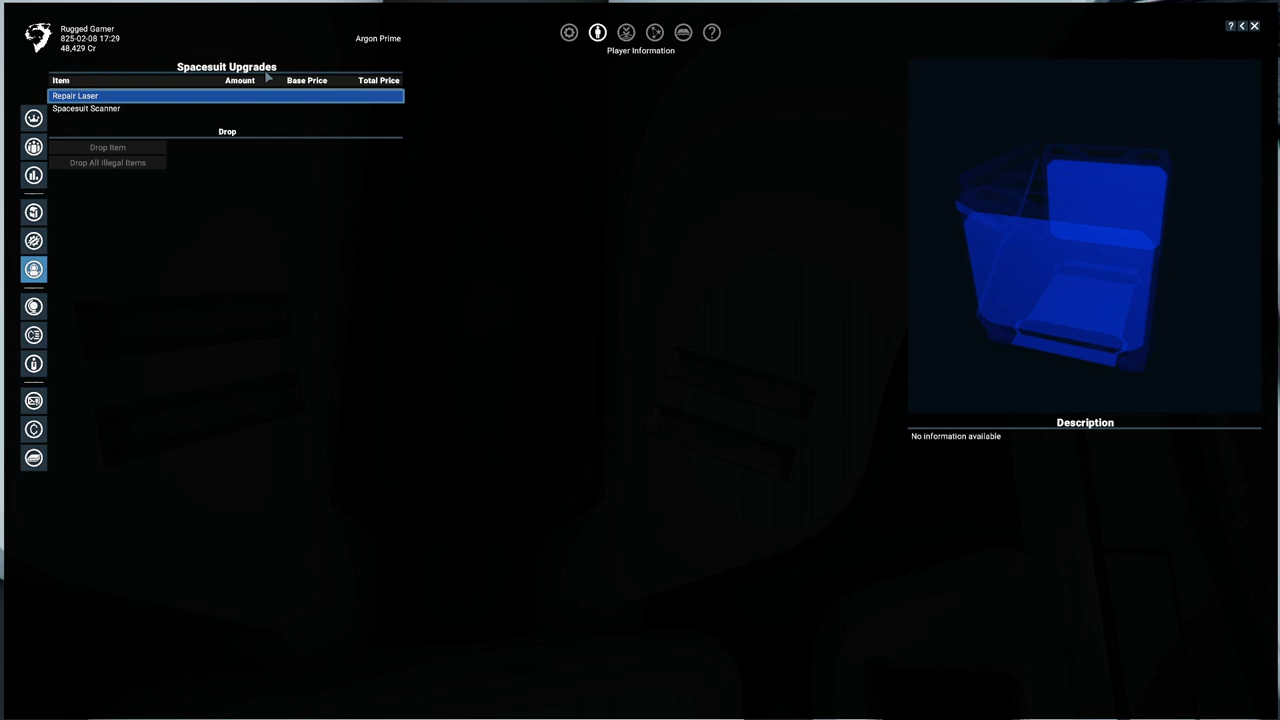 Rugged Gamer
825-02-08 17:29
48,429 Cr
Argon Prime
Player Information
Spacesuit Upgrades
Item Amount Base Price Total Price
Repair Laser
Spacesuit Scanner
Drop
Drop Item
Drop All Illegal Items
Description
No information available